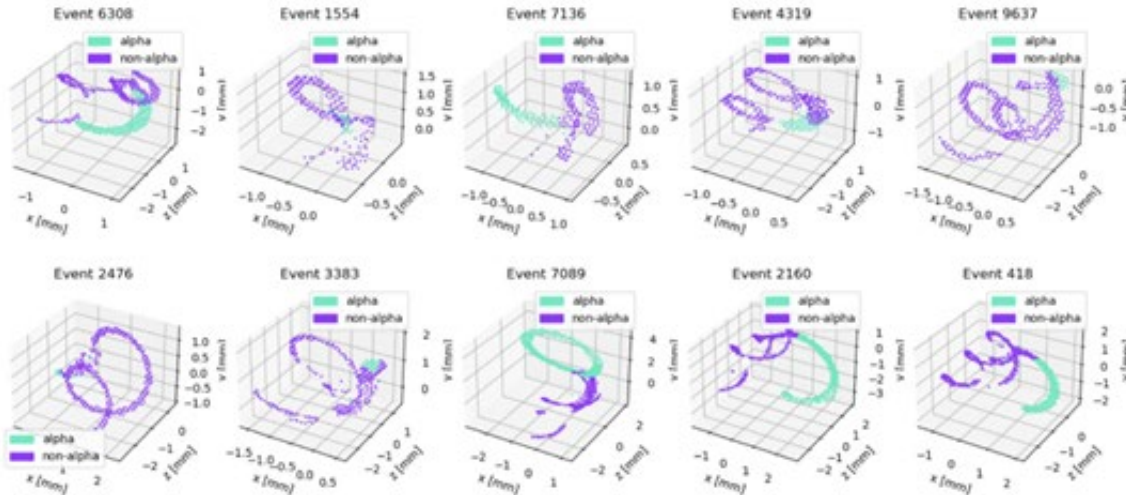 Event 6308
alpha
non-alpha
1
0
−1
−2
y [mm]
−1
0
1
x [mm]
−2
−1
0
1
z [mm]
Event 1554
alpha
non-alpha
1.5
1.0
0.5
0.0
y [mm]
−1.0
−0.5
0.0
x [mm]
−0.5
0.0
z [mm]
Event 7136
alpha
non-alpha
1.0
0.5
0.0
y [mm]
−1.0
−0.5
0.0
0.5
1.0
x [mm]
−0.5
0.0
0.5
z [mm]
Event 4319
alpha
non-alpha
1
0
−1
y [mm]
−1.0
−0.5
0.0
0.5
x [mm]
−2
−1
0
1
z [mm]
Event 9637
alpha
non-alpha
0.0
−0.5
−1.0
y [mm]
−1.5
−1.0
−0.5
0.0
0.5
x [mm]
−2
−1
0
z [mm]
Event 2476
alpha
non-alpha
1.0
0.5
0.0
−0.5
−1.0
y [mm]
2
x [mm]
−2
−1
0
1
z [mm]
Event 3383
alpha
non-alpha
2
1
0
y [mm]
−1.5
−1.0
−0.5
0.0
0.5
x [mm]
−2
−1
0
1
z [mm]
Event 7089
alpha
non-alpha
4
2
0
y [mm]
−2
−1
0
1
x [mm]
−2
0
2
z [mm]
Event 2160
alpha
non-alpha
1
0
−1
−2
−3
y [mm]
−1
0
1
2
x [mm]
−2
−1
0
1
2
z [mm]
Event 418
alpha
non-alpha
2
1
0
−1
−2
y [mm]
−1
0
1
2
x [mm]
−2
−1
0
1
2
z [mm]